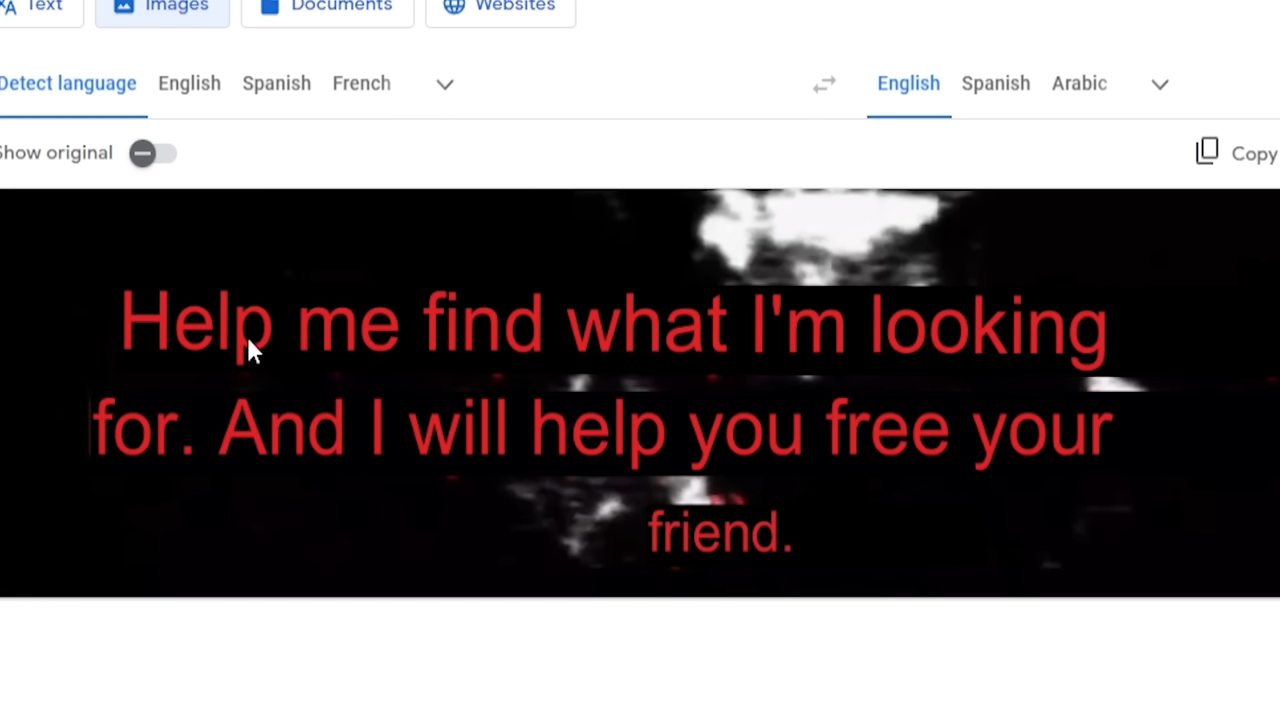 Text Images Documents Websites
Detect language English Spanish French English Spanish Arabic
Show original Copy
Help me find what I'm looking
for. And I will help you free your
friend.